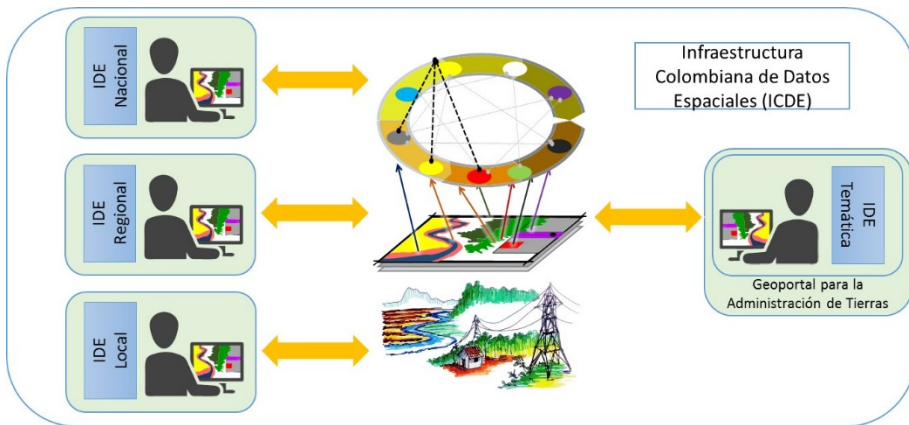 IDE
Nacional
Infraestructura
Colombiana de Datos
Espaciales (ICDE)
IDE
Regional
IDE
Temática
Geoportal para la
Administración de Tierras
IDE
Local